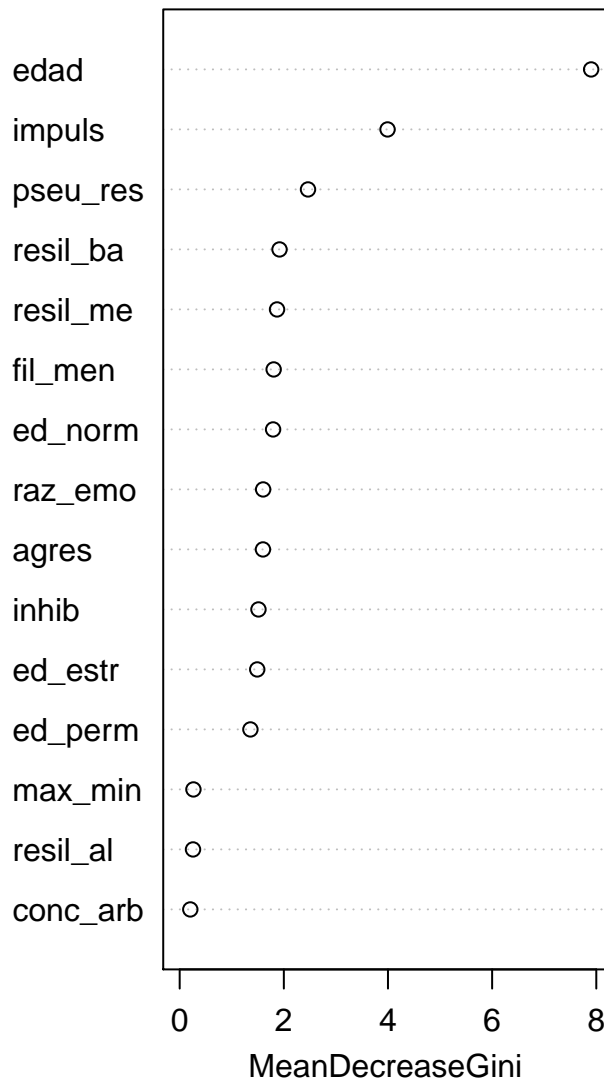 edad
impuls
pseu_res
resil_ba
resil_me
fil_men
ed_norm
raz_emo
agres
inhib
ed_estr
ed_perm
max_min
resil_al
conc_arb
0 2 4 6 8
MeanDecreaseGini